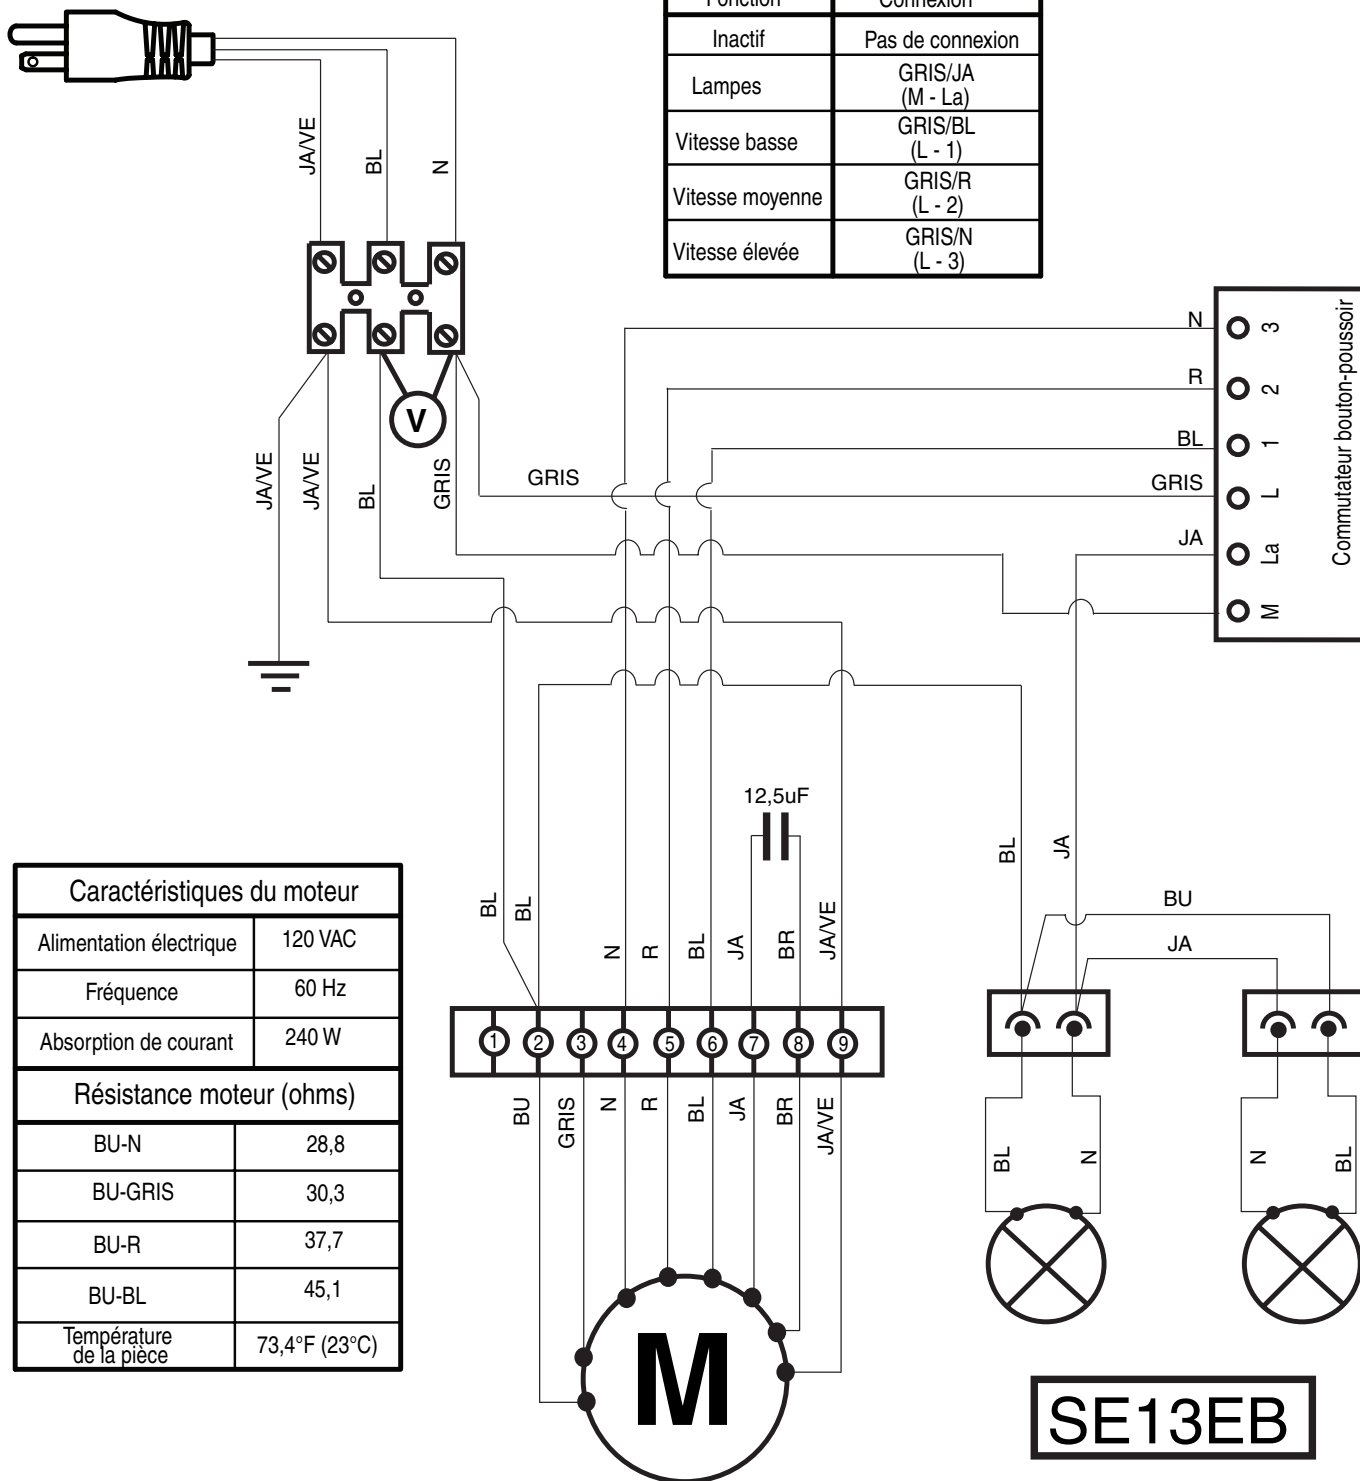 Fonction Connexion
Inactif Pas de connexion
Lampes GRIS/JA
(M - La)
Vitesse basse GRIS/BL
(L - 1)
Vitesse moyenne GRIS/R
(L - 2)
Vitesse élevée GRIS/N
(L - 3)
JA/VE BL N
V
JA/VE JA/VE BL GRIS
GRIS
N 3
R 2
BL 1
GRIS L
JA La
M
Commutateur bouton-poussoir
12,5uF
BL BL N R BL JA BR JA/VE
BL JA
BU
JA
1 2 3 4 5 6 7 8 9
BU GRIS N R BL JA BR JA/VE
BL N N BL
M
Caractéristiques du moteur
Alimentation électrique 120 VAC
Fréquence 60 Hz
Absorption de courant 240 W
Résistance moteur (ohms)
BU-N 28,8
BU-GRIS 30,3
BU-R 37,7
BU-BL 45,1
Température
de la pièce 73,4°F (23°C)
SE13EB